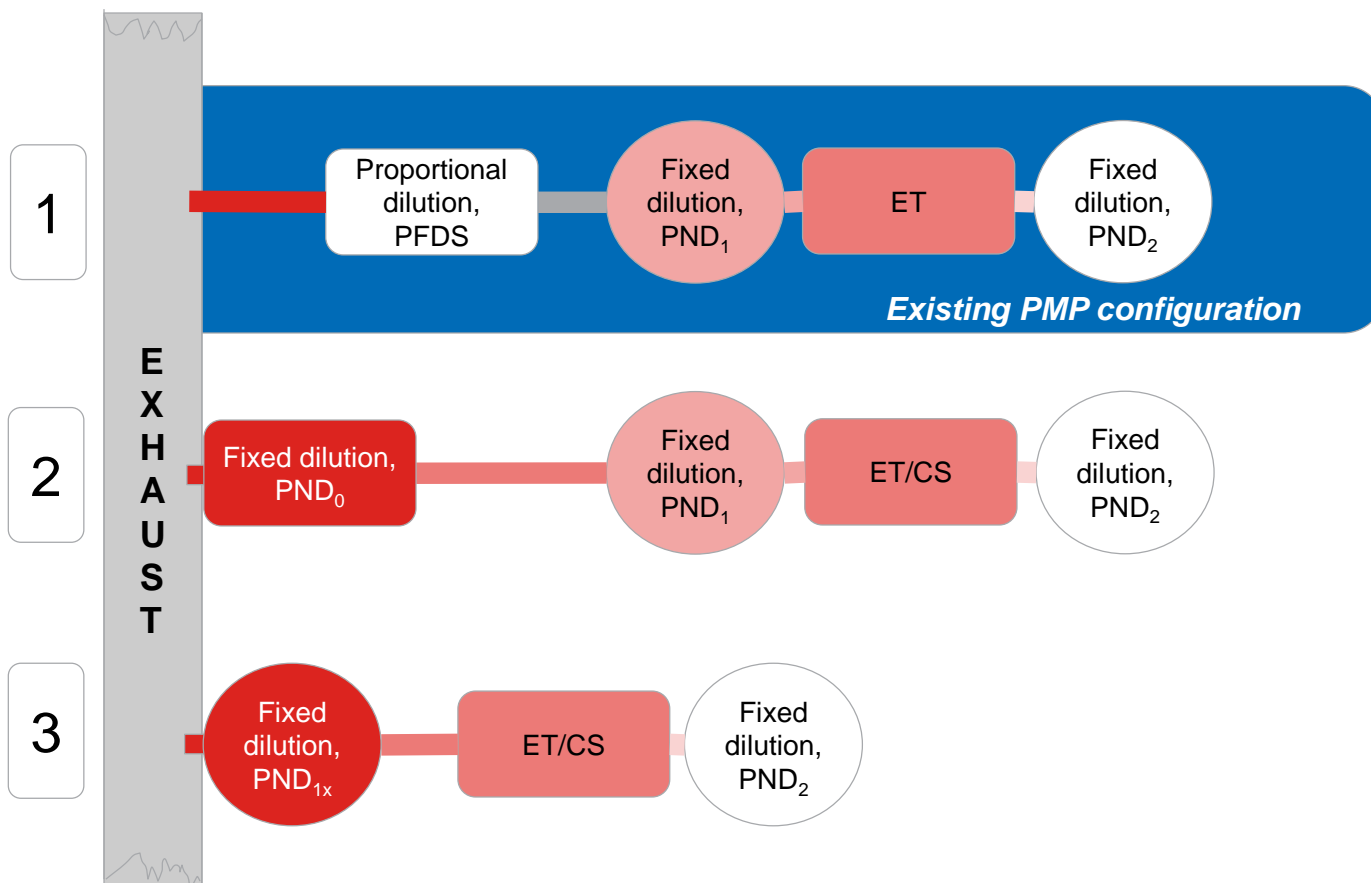 1
Proportional
dilution,
PFDS
Fixed
dilution,
PND₁
ET
Fixed
dilution,
PND₂
Existing PMP configuration
E
X
H
A
U
S
T
2
Fixed dilution,
PND₀
Fixed
dilution,
PND₁
ET/CS
Fixed
dilution,
PND₂
3
Fixed
dilution,
PND₁ₓ
ET/CS
Fixed
dilution,
PND₂